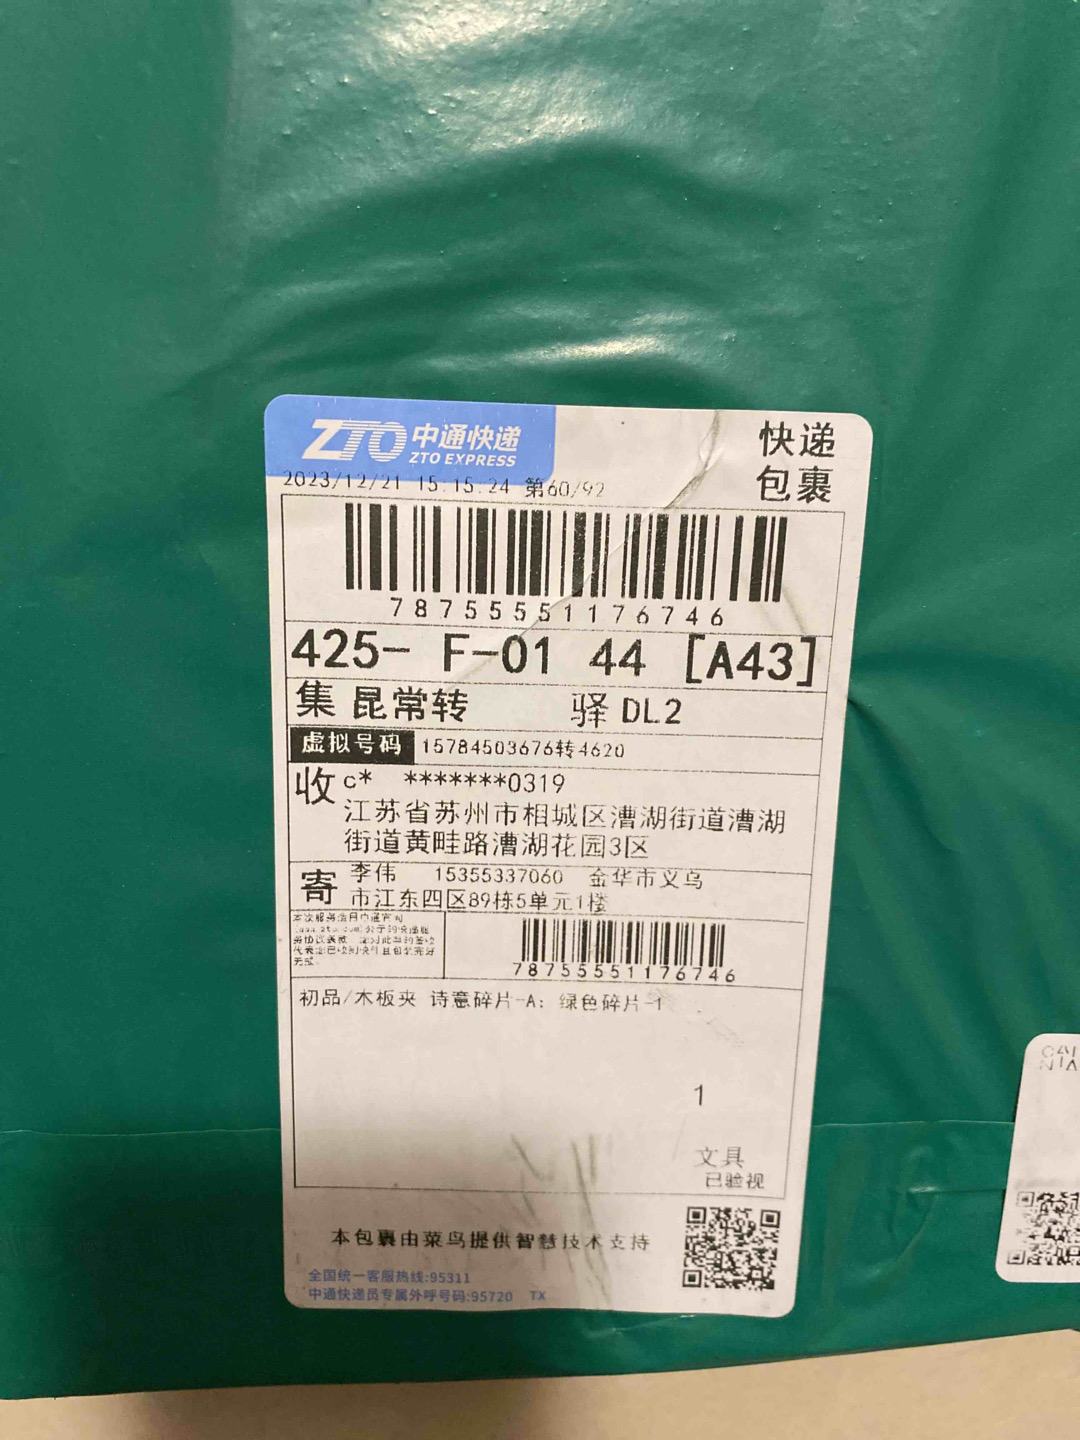 ZTO 中通快递
ZTO EXPRESS
快递
包裹
2023/12/21 15:15:24 第60/92
78755551176746
425- F-01 44 [A43]
集 昆常转 驿 DL2
虚拟号码 15784503676转4620
收 c* *******0319
江苏省苏州市相城区漕湖街道漕湖
街道黄畦路漕湖花园3区
寄 李伟 15355337060 金华市义乌
市江东四区89栋5单元1楼
78755551176746
初品/木板夹 诗意碎片-A; 绿色碎片-1
1
文具
已验视
本包裹由菜鸟提供智慧技术支持
全国统一客服热线:95311
中通快递员专属外呼号码:95720 TX
CAI
NIA